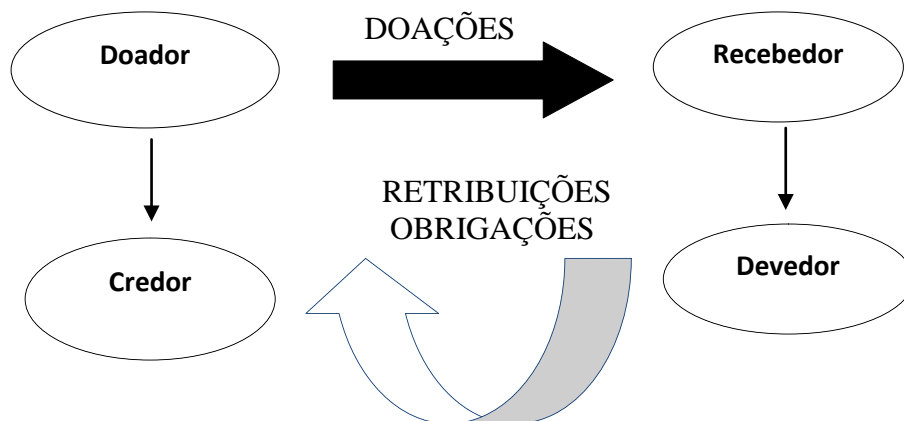 Doador
DOAÇÕES
Recebedor
RETRIBUIÇÕES
OBRIGAÇÕES
Credor
Devedor